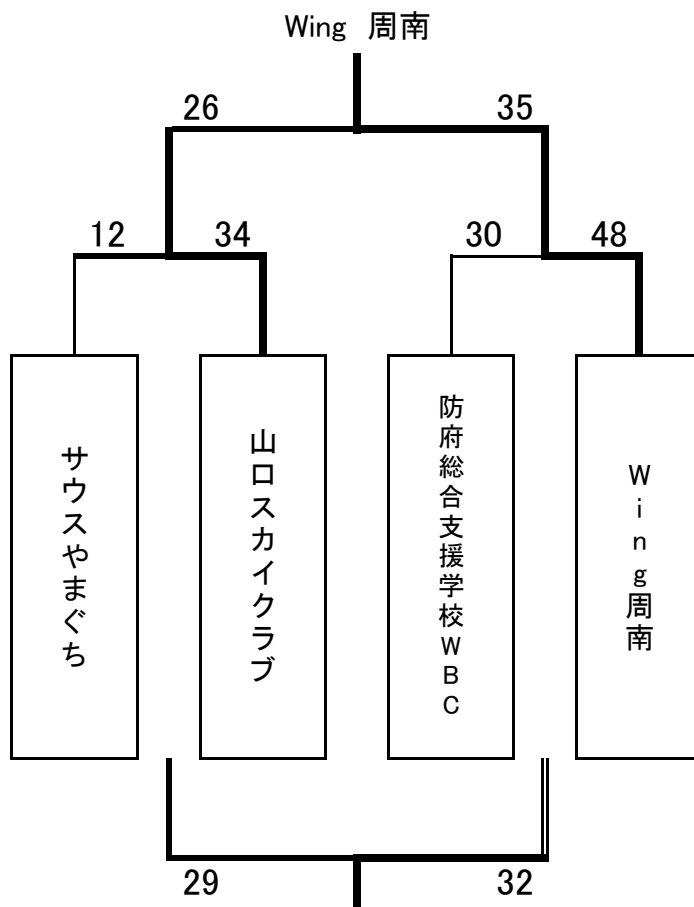 Wing 周南
26 35
12 34 30 48
サウスやまぐち
山口スカイクラブ
防府総合支援学校WBC
Wing周南
29 32